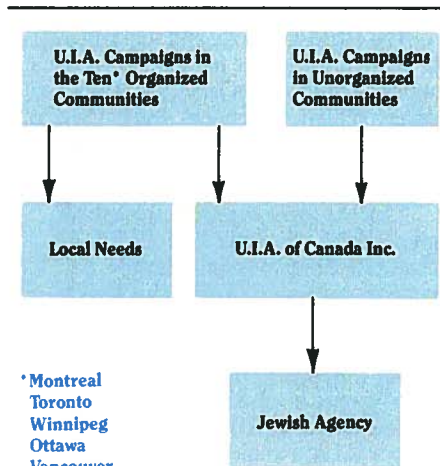 U.I.A. Campaigns in
the Ten* Organized
Communities
U.I.A. Campaigns
in Unorganized
Communities
Local Needs
U.I.A. of Canada Inc.
*Montreal
Toronto
Winnipeg
Ottawa
Vancouver
Jewish Agency